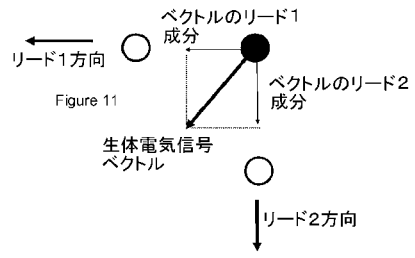 ベクトルのリード1
成分
リード1方向
ベクトルのリード2
成分
Figure 11
生体電気信号
ベクトル
リード2方向